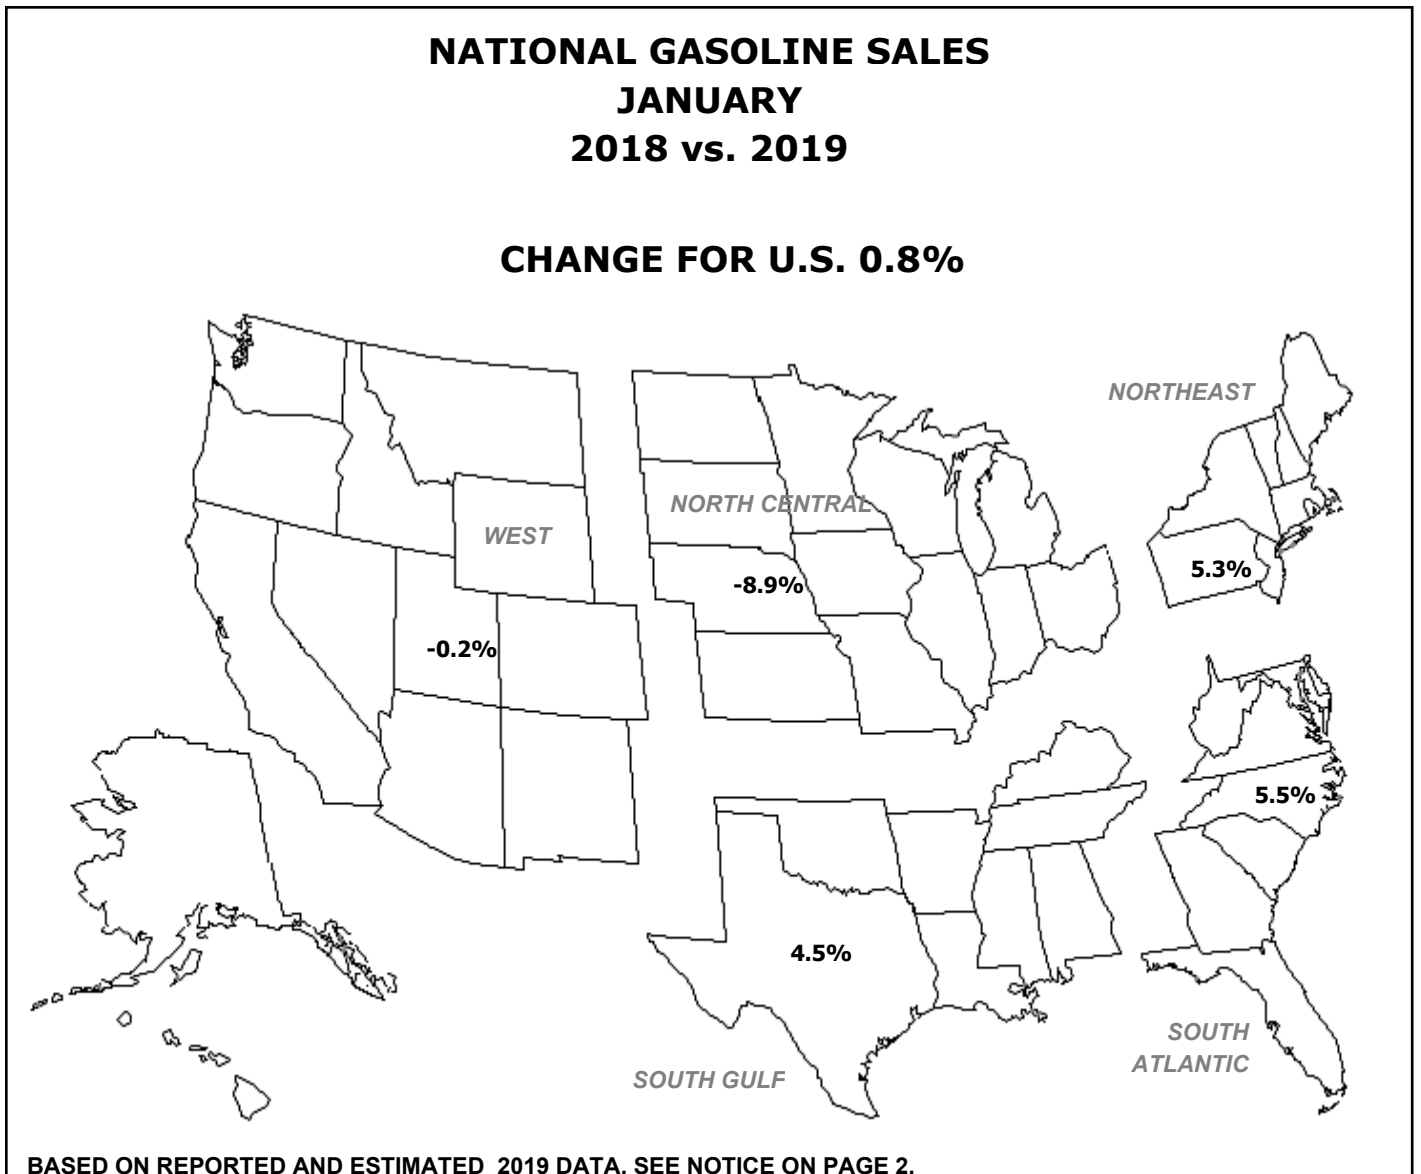 NATIONAL GASOLINE SALES
JANUARY
2018 vs. 2019
CHANGE FOR U.S. 0.8%
NORTHEAST
NORTH CENTRAL
WEST
5.3%
-8.9%
-0.2%
5.5%
4.5%
SOUTH
ATLANTIC
SOUTH GULF
BASED ON REPORTED AND ESTIMATED  2019 DATA. SEE NOTICE ON PAGE 2.